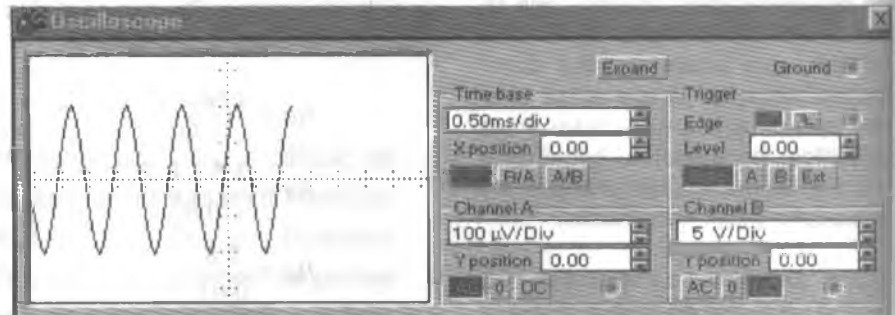 Oscilloscope
Expand Ground
Time base Trigger
0.50ms/div Edge
X position 0.00 Level 0.00
B/A A/B A B Ext
Channel A Channel B
100 µV/Div 5 V/Div
Y position 0.00 Y position 0.00
AC 0 DC AC 0